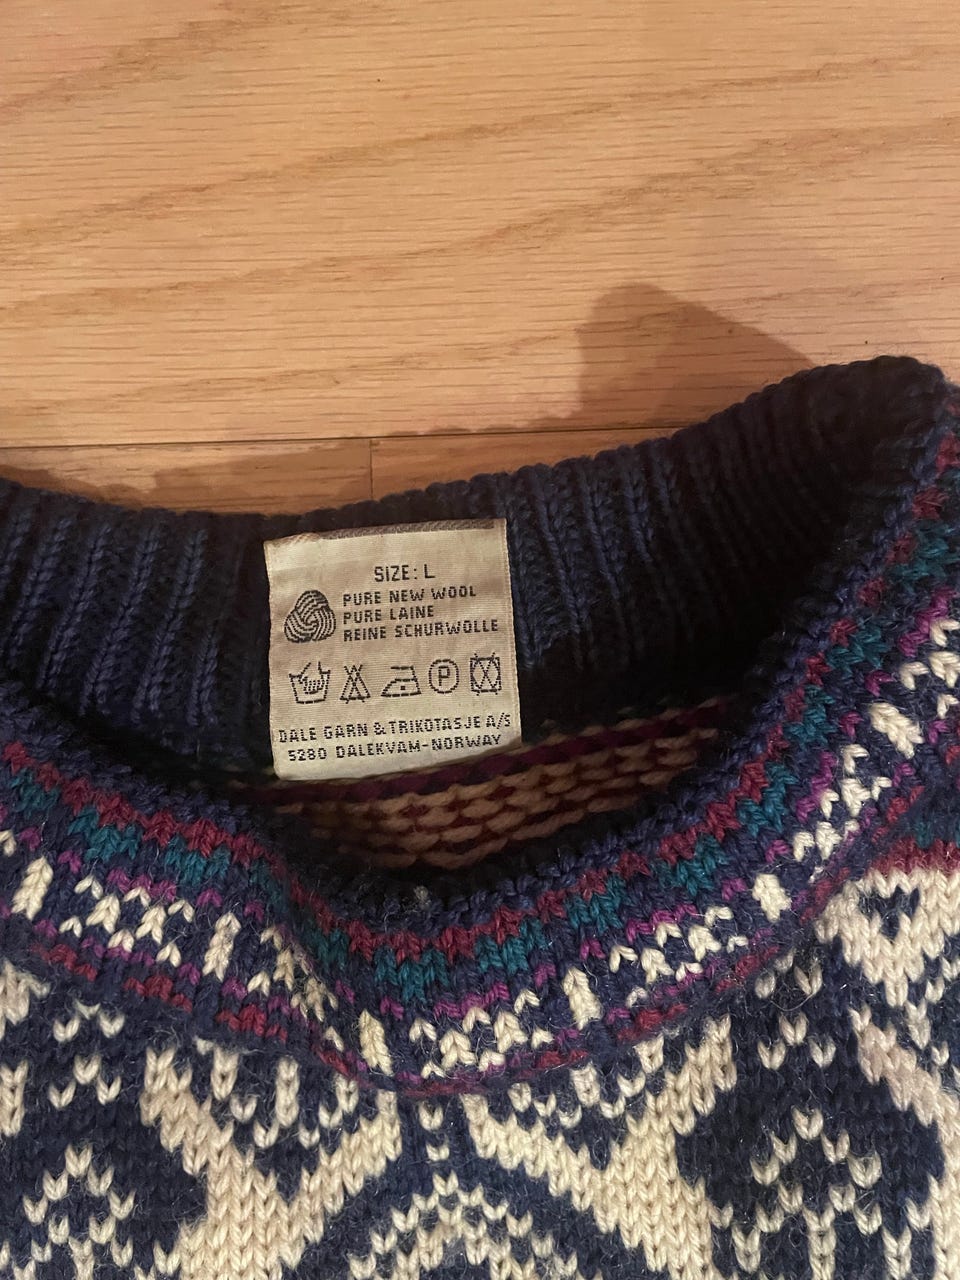 SIZE: L
PURE NEW WOOL
PURE LAINE
REINE SCHURWOLLE
P
DALE GARN & TRIKOTASJE A/S
5280 DALEKVAM-NORWAY